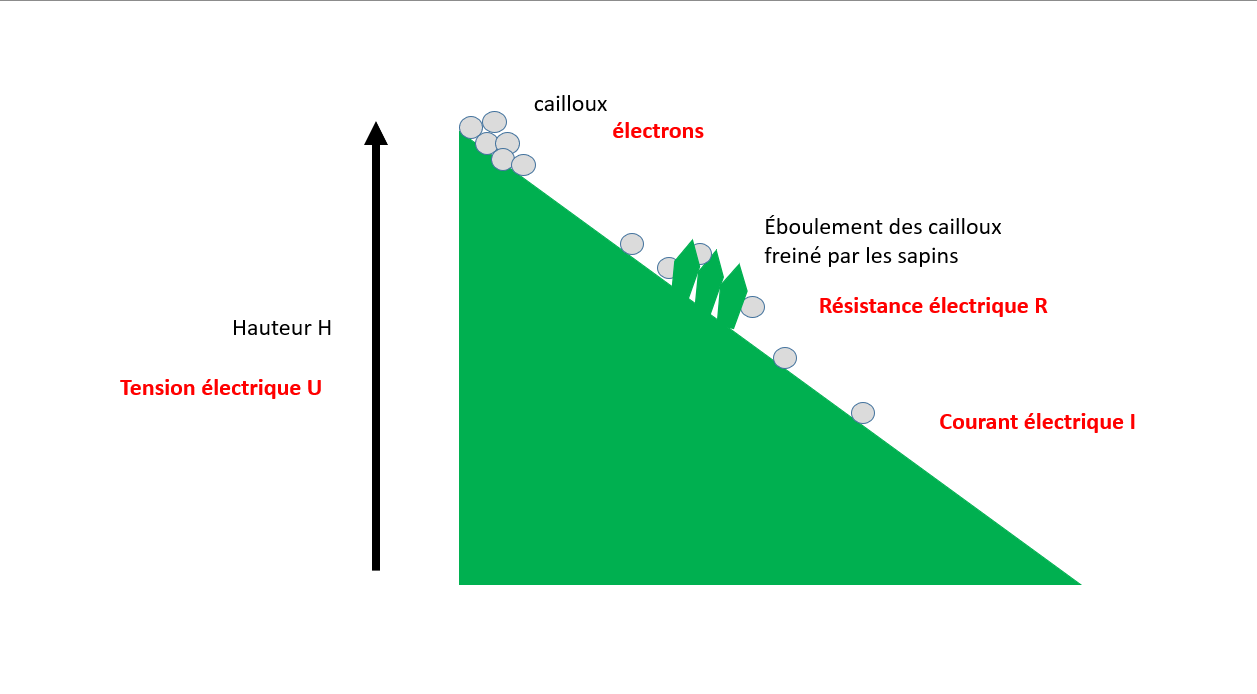 cailloux
électrons
Éboulement des cailloux
freiné par les sapins
Résistance électrique R
Hauteur H
Tension électrique U
Courant électrique I